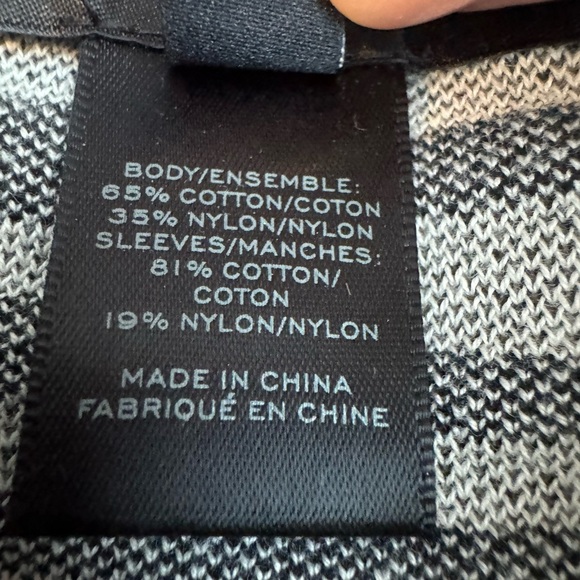 BODY/ENSEMBLE:
65% COTTON/COTON
35% NYLON/NYLON
SLEEVES/MANCHES:
81% COTTON/
COTON
19% NYLON/NYLON
MADE IN CHINA
FABRIQUÉ EN CHINE